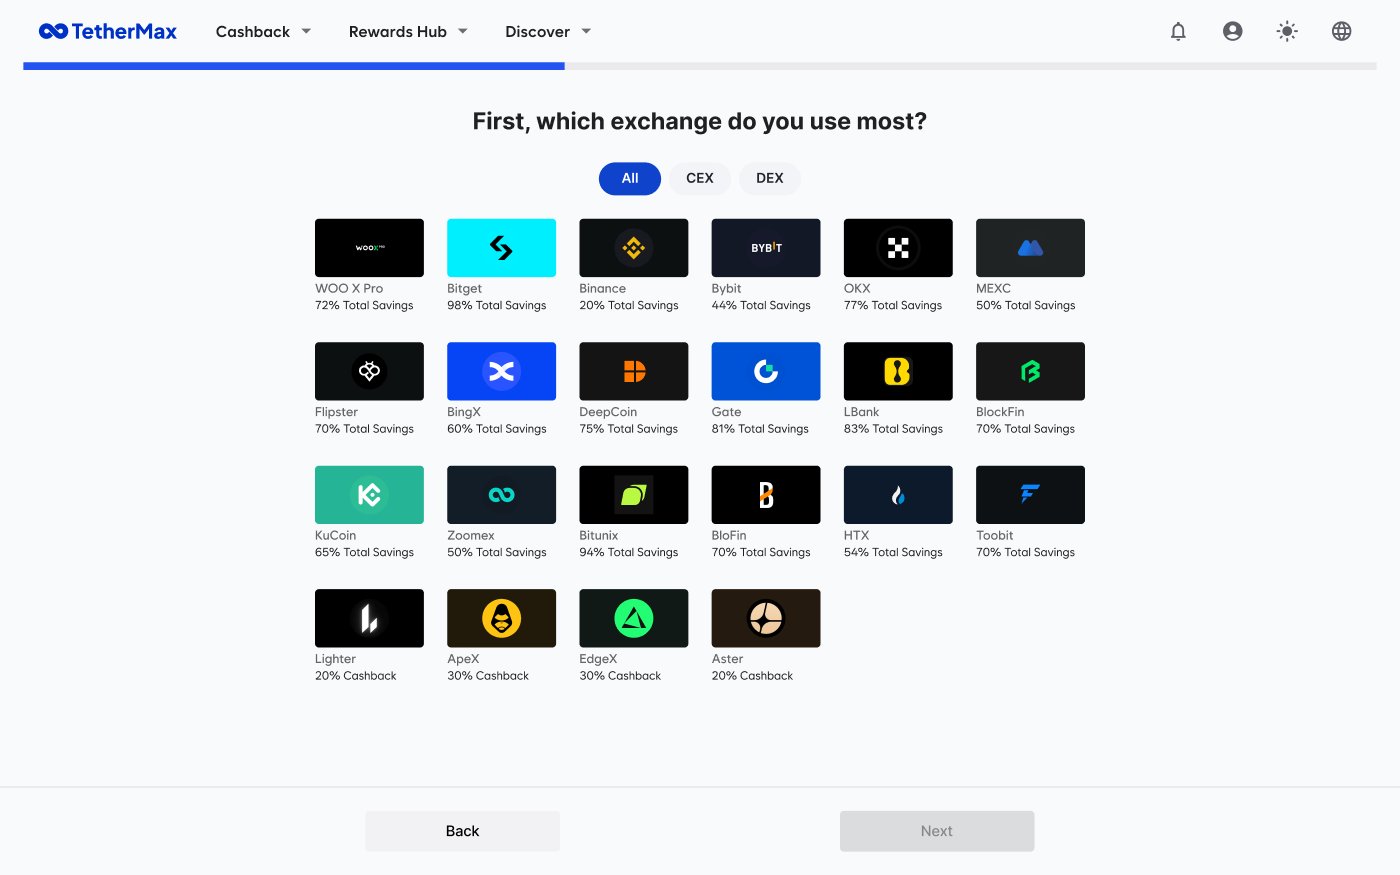 TetherMax
Cashback
Rewards Hub
Discover
First, which exchange do you use most?
All
CEX
DEX
WOOX PRO
BYBIT
WOO X Pro
Bitget
Binance
Bybit
OKX
MEXC
72% Total Savings
98% Total Savings
20% Total Savings
44% Total Savings
77% Total Savings
50% Total Savings
Flipster
BingX
DeepCoin
Gate
LBank
BlockFin
70% Total Savings
60% Total Savings
75% Total Savings
81% Total Savings
83% Total Savings
70% Total Savings
KuCoin
Zoomex
Bitunix
BloFin
HTX
Toobit
65% Total Savings
50% Total Savings
94% Total Savings
70% Total Savings
54% Total Savings
70% Total Savings
Lighter
ApeX
EdgeX
Aster
20% Cashback
30% Cashback
30% Cashback
20% Cashback
Back
Next